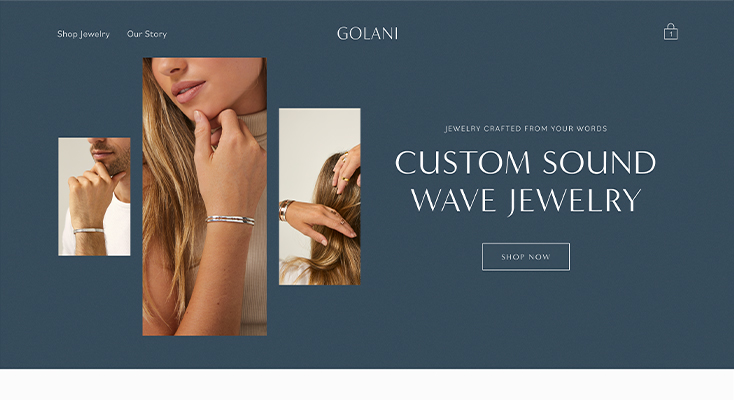 Shop Jewelry Our Story GOLANI 1
JEWELRY CRAFTED FROM YOUR WORDS
CUSTOM SOUND
WAVE JEWELRY
SHOP NOW